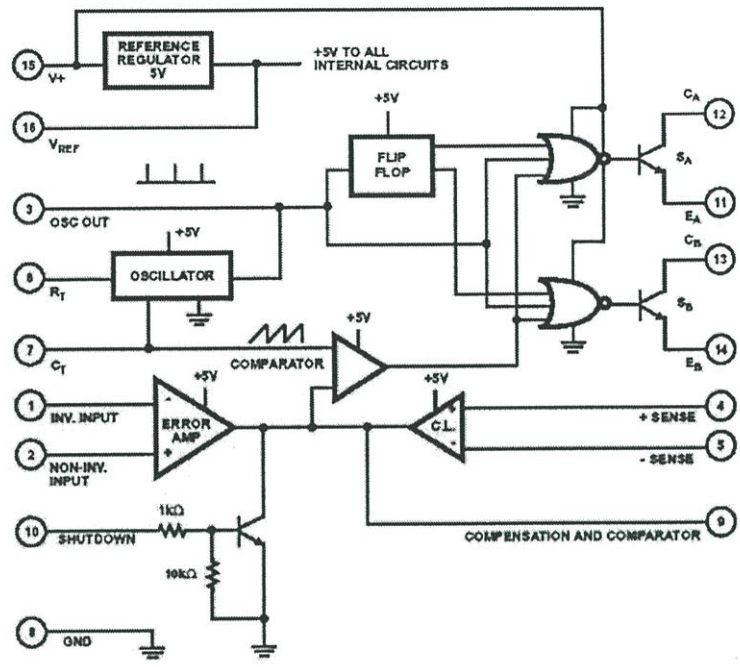 15
V+
REFERENCE
REGULATOR
5V
+5V TO ALL
INTERNAL CIRCUITS
16
VREF
+5V
FLIP
FLOP
CA
12
SA
11
EA
3
OSC OUT
+5V
6
RT
OSCILLATOR
CB
13
SB
14
EB
7
CT
COMPARATOR
+5V
1
INV. INPUT
+5V
-
ERROR
AMP
+
2
NON-INV.
INPUT
+5V
+
C.L.
-
4
+ SENSE
5
- SENSE
10
SHUTDOWN
1kΩ
10kΩ
9
COMPENSATION AND COMPARATOR
8
GND